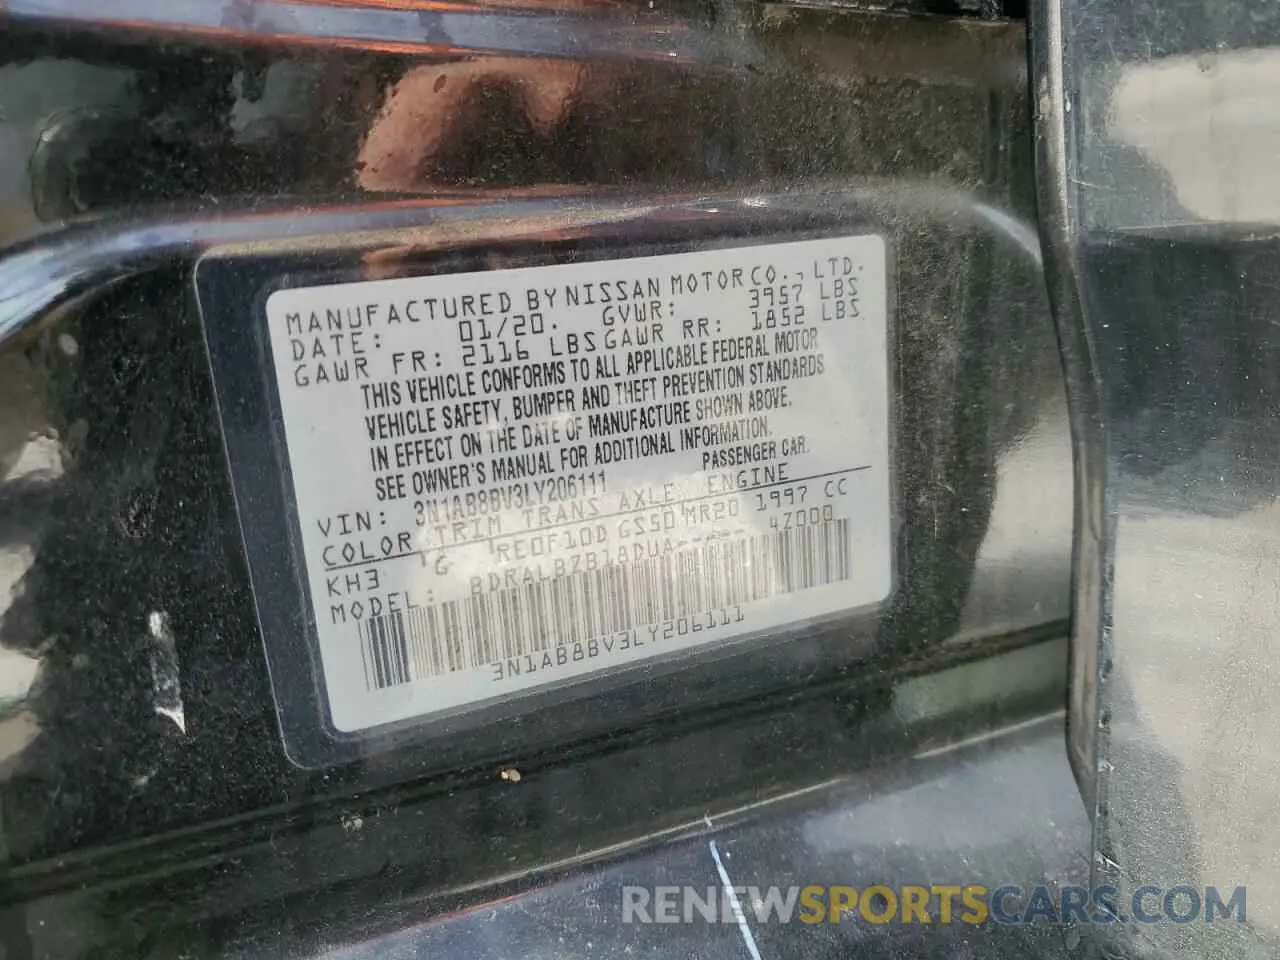 MANUFACTURED BY NISSAN MOTOR CO., LTD.
DATE: 01/20. GVWR: 3957 LBS
GAWR FR: 2116 LBS GAWR RR: 1852 LBS
THIS VEHICLE CONFORMS TO ALL APPLICABLE FEDERAL MOTOR
VEHICLE SAFETY, BUMPER AND THEFT PREVENTION STANDARDS
IN EFFECT ON THE DATE OF MANUFACTURE SHOWN ABOVE.
SEE OWNER'S MANUAL FOR ADDITIONAL INFORMATION.
VIN: 3N1AB8BV3LY206111 PASSENGER CAR.
COLOR TRIM TRANS AXLE ENGINE
KH3 G RE0F10D GS50 MR20 1997 CC
MODEL: BDRALBZB18DUA 47000
3N1AB8BV3LY206111
RENEWSPORTSCARS.COM